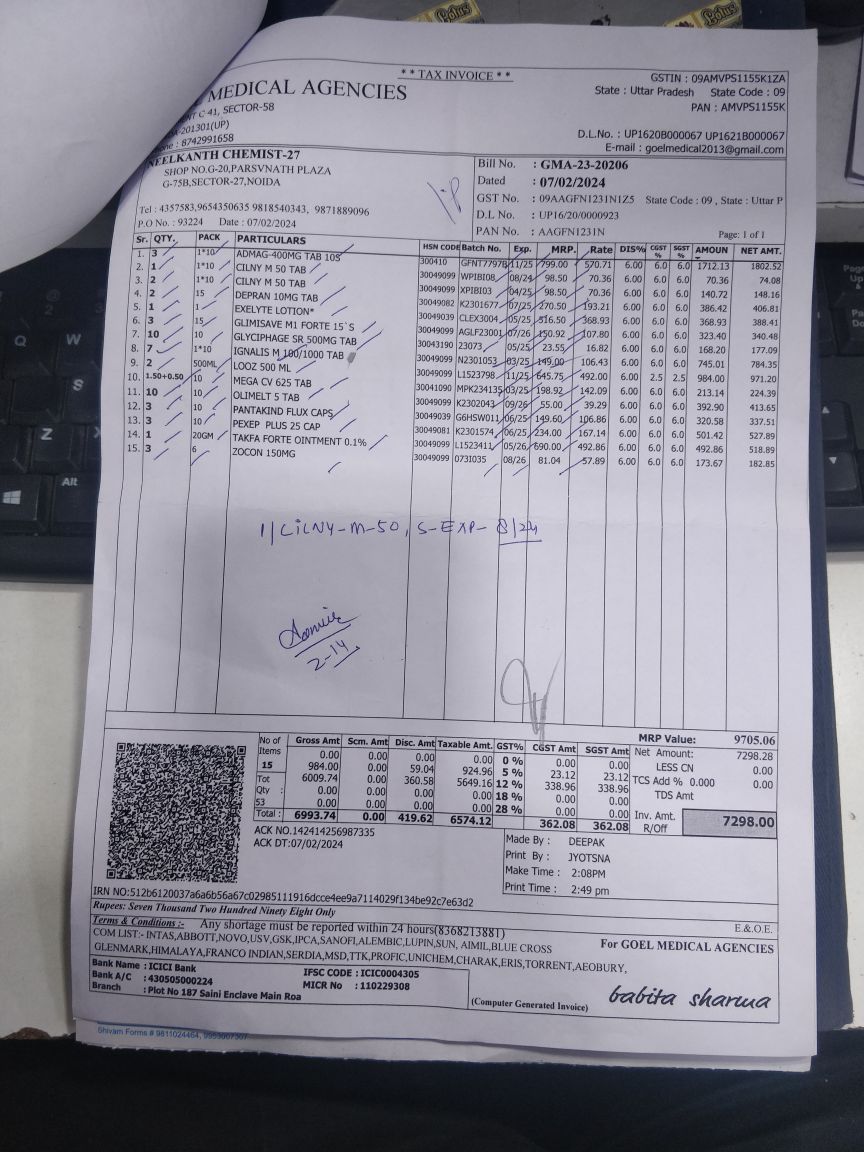 ** TAX INVOICE **
MEDICAL AGENCIES
C 41, SECTOR-58
201301(UP)
: 8742991658
GSTIN : 09AMVPS1155K1ZA
State : Uttar Pradesh State Code : 09
PAN : AMVPS1155K
D.L.No. : UP1620B000067 UP1621B000067
E-mail : goelmedical2013@gmail.com
NEELKANTH CHEMIST-27
SHOP NO.G-20,PARSVNATH PLAZA
G-75B,SECTOR-27,NOIDA
Tel : 4357583,9654350635 9818540343, 9871889096
P.O No. : 93224 Date : 07/02/2024
Bill No. : GMA-23-20206
Dated : 07/02/2024
GST No. : 09AAGFN1231N1Z5 State Code : 09 , State : Uttar P
D.L No. : UP16/20/0000923
PAN No. : AAGFN1231N Page: 1 of 1
Sr. QTY. PACK PARTICULARS HSN CODE Batch No. Exp. MRP. Rate DIS% CGST % SGST % AMOUN NET AMT.
1. 3 1*10 ADMAG-400MG TAB 10S 300410 GFNT7797B 11/25 799.00 570.71 6.00 6.0 6.0 1712.13 1802.52
2. 1 1*10 CILNY M 50 TAB 30049099 WPIBI08 08/24 98.50 70.36 6.00 6.0 6.0 70.36 74.08
3. 2 1*10 CILNY M 50 TAB 30049099 XPIBI03 04/25 98.50 70.36 6.00 6.0 6.0 140.72 148.16
4. 2 15 DEPRAN 10MG TAB 30049082 K2301677 07/25 270.50 193.21 6.00 6.0 6.0 386.42 406.81
5. 1 1 EXELYTE LOTION* 30049039 CLEX3004 05/25 516.50 368.93 6.00 6.0 6.0 368.93 388.41
6. 3 15 GLIMISAVE M1 FORTE 15`S 30049099 AGLF23001 07/26 150.92 107.80 6.00 6.0 6.0 323.40 340.48
7. 10 GLYCIPHAGE SR 500MG TAB 30043190 23073 05/25 23.55 16.82 6.00 6.0 6.0 168.20 177.09
8. 7 1*10 IGNALIS M 100/1000 TAB 30049099 N2301053 03/25 149.00 106.43 6.00 6.0 6.0 745.01 784.35
9. 2 500ML LOOZ 500 ML 30049099 L1523798 11/25 645.75 492.00 6.00 2.5 2.5 984.00 971.20
10. 1.50+0.50 10 MEGA CV 625 TAB 30041090 MPK234135 03/25 198.92 142.09 6.00 6.0 6.0 213.14 224.39
11. 10 10 OLIMELT 5 TAB 30049099 K2302043 09/26 55.00 39.29 6.00 6.0 6.0 392.90 413.65
12. 3 10 PANTAKIND FLUX CAPS 30049039 G6HSW011 06/25 149.60 106.86 6.00 6.0 6.0 320.58 337.51
13. 3 10 PEXEP PLUS 25 CAP 30049081 K2301574 06/25 234.00 167.14 6.00 6.0 6.0 501.42 527.89
14. 1 20GM TAKFA FORTE OINTMENT 0.1% 30049099 L1523411 05/26 690.00 492.86 6.00 6.0 6.0 492.86 518.89
15. 3 6 ZOCON 150MG 30049099 073I035 08/26 81.04 57.89 6.00 6.0 6.0 173.67 182.85
1/ CiLNY-M-50, S-EXP- 8/24
2-14
No of Items Gross Amt Scm. Amt Disc. Amt Taxable Amt. GST% CGST Amt SGST Amt
0.00 0.00 0.00 0.00 0 % 0.00 0.00
15 984.00 0.00 59.04 924.96 5 % 23.12 23.12
Tot 6009.74 0.00 360.58 5649.16 12 % 338.96 338.96
Qty : 0.00 0.00 0.00 0.00 18 % 0.00 0.00
53 0.00 0.00 0.00 0.00 28 % 0.00 0.00
Total : 6993.74 0.00 419.62 6574.12 362.08 362.08
MRP Value: 9705.06
Net Amount: 7298.28
LESS CN 0.00
TCS Add % 0.000 0.00
TDS Amt
Inv. Amt. R/Off 7298.00
ACK NO.142414256987335
ACK DT:07/02/2024
Made By : DEEPAK
Print By : JYOTSNA
Make Time : 2:08PM
Print Time : 2:49 pm
IRN NO:512b6120037a6a6b56a67c02985111916dcce4ee9a7114029f134be92c7e63d2
Rupees: Seven Thousand Two Hundred Ninety Eight Only
Terms & Conditions :- Any shortage must be reported within 24 hours(8368213881) E.&O.E.
COM LIST:- INTAS,ABBOTT,NOVO,USV,GSK,IPCA,SANOFI,ALEMBIC,LUPIN,SUN, AIMIL,BLUE CROSS
GLENMARK,HIMALAYA,FRANCO INDIAN,SERDIA,MSD,TTK,PROFIC,UNICHEM,CHARAK,ERIS,TORRENT,AEOBURY,
For GOEL MEDICAL AGENCIES
Bank Name : ICICI Bank IFSC CODE : ICIC0004305
Bank A/C : 430505000224 MICR No : 110229308
Branch : Plot No 187 Saini Enclave Main Roa
(Computer Generated Invoice)
babita sharma
Shivam Forms # 9811024464, 9953007307